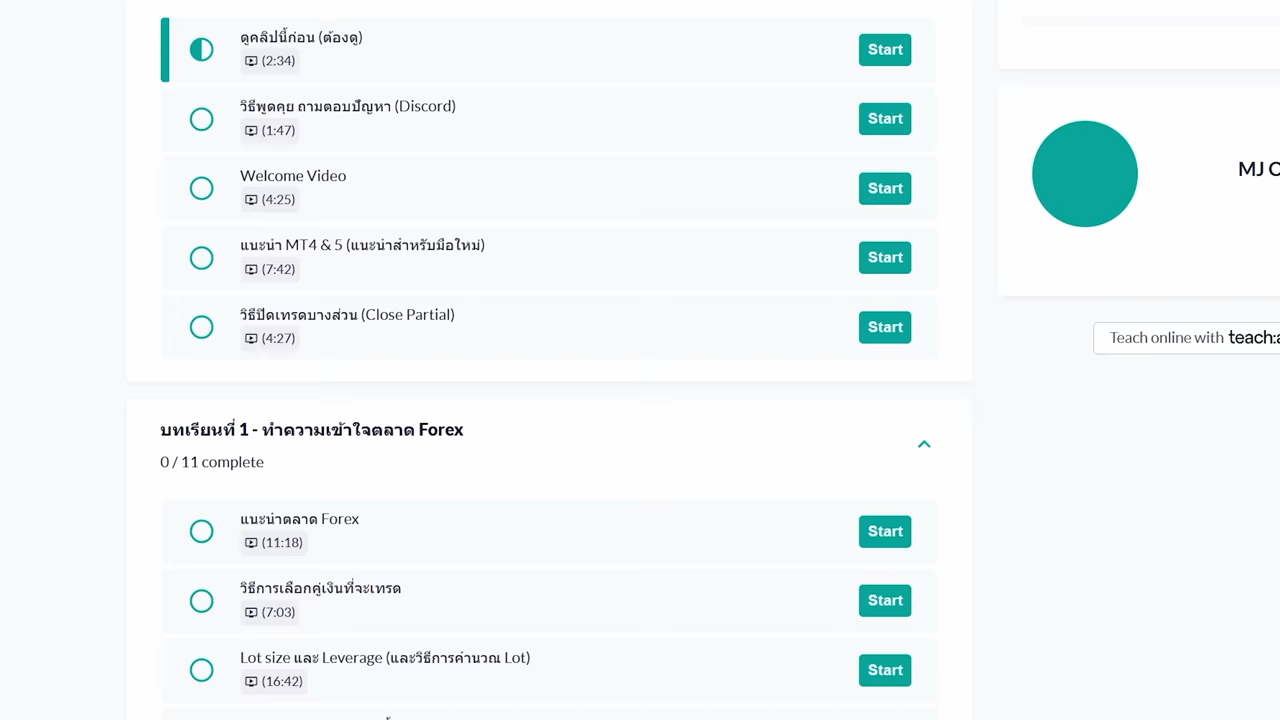 ดูคลิปนี้ก่อน (ต้องดู)
(2:34)
Start
วิธีพูดคุย ถามตอบปัญหา (Discord)
(1:47)
Start
Welcome Video
(4:25)
Start
แนะนำ MT4 & 5 (แนะนำสำหรับมือใหม่)
(7:42)
Start
วิธีปิดเทรดบางส่วน (Close Partial)
(4:27)
Start
บทเรียนที่ 1 - ทำความเข้าใจตลาด Forex
0 / 11 complete
แนะนำตลาด Forex
(11:18)
Start
วิธีการเลือกคู่เงินที่จะเทรด
(7:03)
Start
Lot size และ Leverage (และวิธีการคำนวณ Lot)
(16:42)
Start
MJ
Teach online with